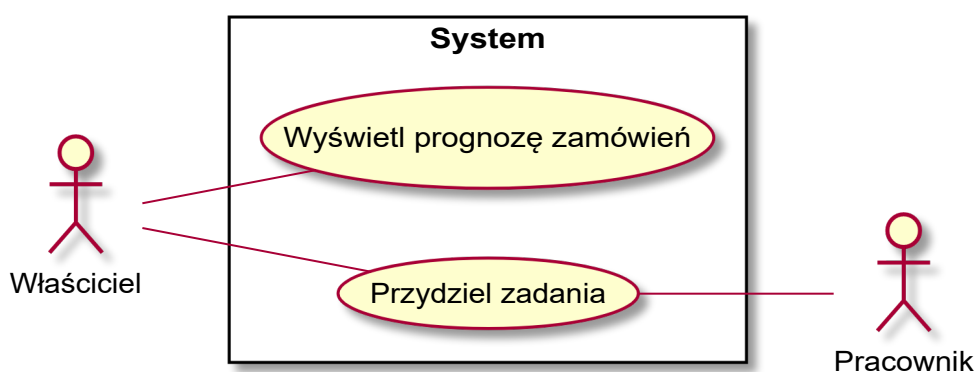 System
Wyświetl prognozę zamówień
Właściciel
Przydziel zadania
Pracownik